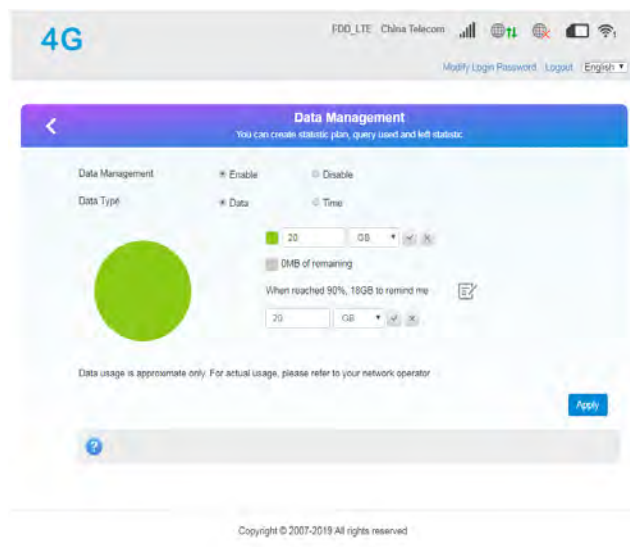 4G
FDD_LTE China Telecom
1
Modify Login Password Logout English
Data Management
You can create statistic plan, query used and left statistic
Data Management Enable Disable
Data Type Data Time
20 GB
0MB of remaining
When reached 90%, 18GB to remind me
20 GB
Data usage is approximate only. For actual usage, please refer to your network operator
Apply
?
Copyright © 2007-2019 All rights reserved